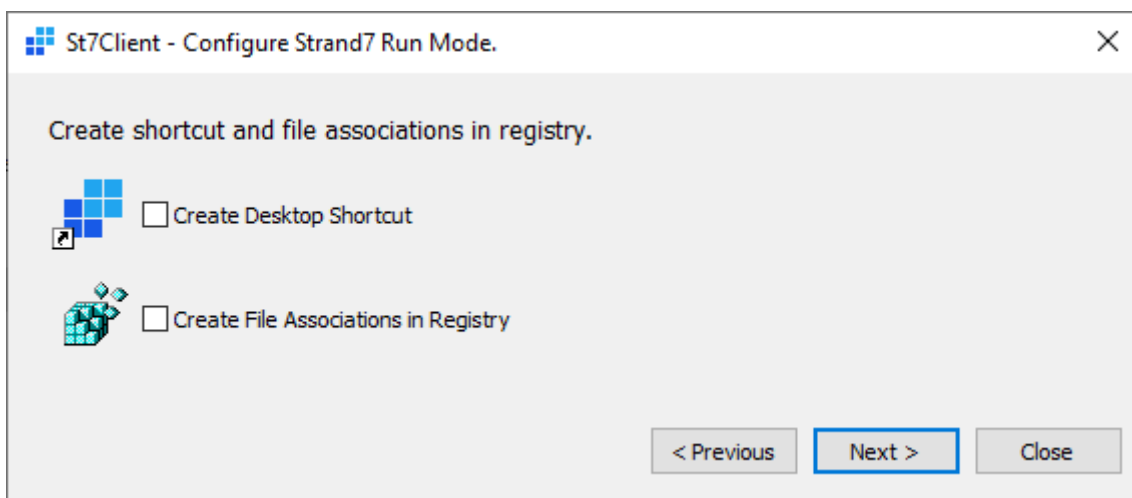 St7Client - Configure Strand7 Run Mode.
Create shortcut and file associations in registry.
Create Desktop Shortcut
Create File Associations in Registry
< Previous
Next >
Close